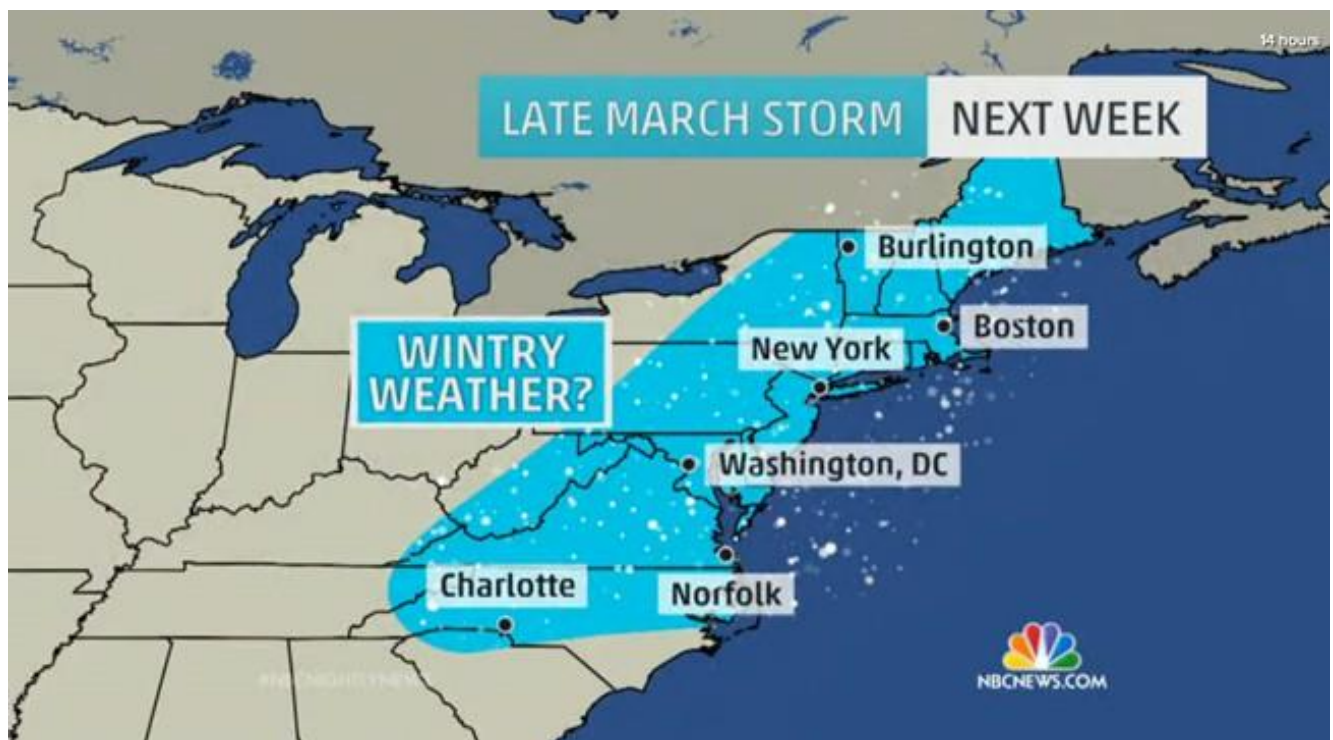 14 hours
LATE MARCH STORM NEXT WEEK
Burlington
Boston
WINTRY
WEATHER?
New York
Washington, DC
Charlotte
Norfolk
NBCNEWS.COM
#NBCNIGHTLYNEWS